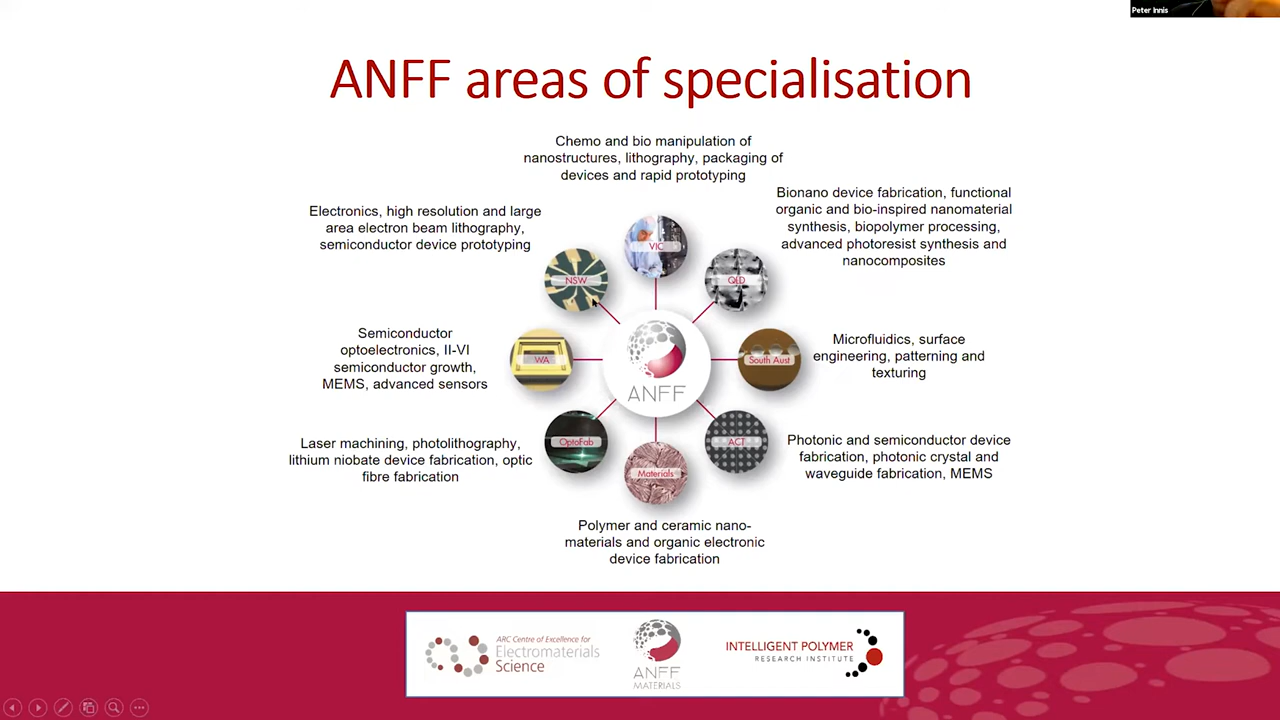 Peter Innis
ANFF areas of specialisation
Chemo and bio manipulation of
nanostructures, lithography, packaging of
devices and rapid prototyping
Electronics, high resolution and large
area electron beam lithography,
semiconductor device prototyping
Bionano device fabrication, functional
organic and bio-inspired nanomaterial
synthesis, biopolymer processing,
advanced photoresist synthesis and
nanocomposites
VIC
NSW
QLD
Semiconductor
optoelectronics, II-VI
semiconductor growth,
MEMS, advanced sensors
WA
ANFF
South Aust
Microfluidics, surface
engineering, patterning and
texturing
Laser machining, photolithography,
lithium niobate device fabrication, optic
fibre fabrication
OptoFab
Materials
ACT
Photonic and semiconductor device
fabrication, photonic crystal and
waveguide fabrication, MEMS
Polymer and ceramic nano-
materials and organic electronic
device fabrication
ARC Centre of Excellence for
Electromaterials
Science
ANFF
MATERIALS
INTELLIGENT POLYMER
RESEARCH INSTITUTE